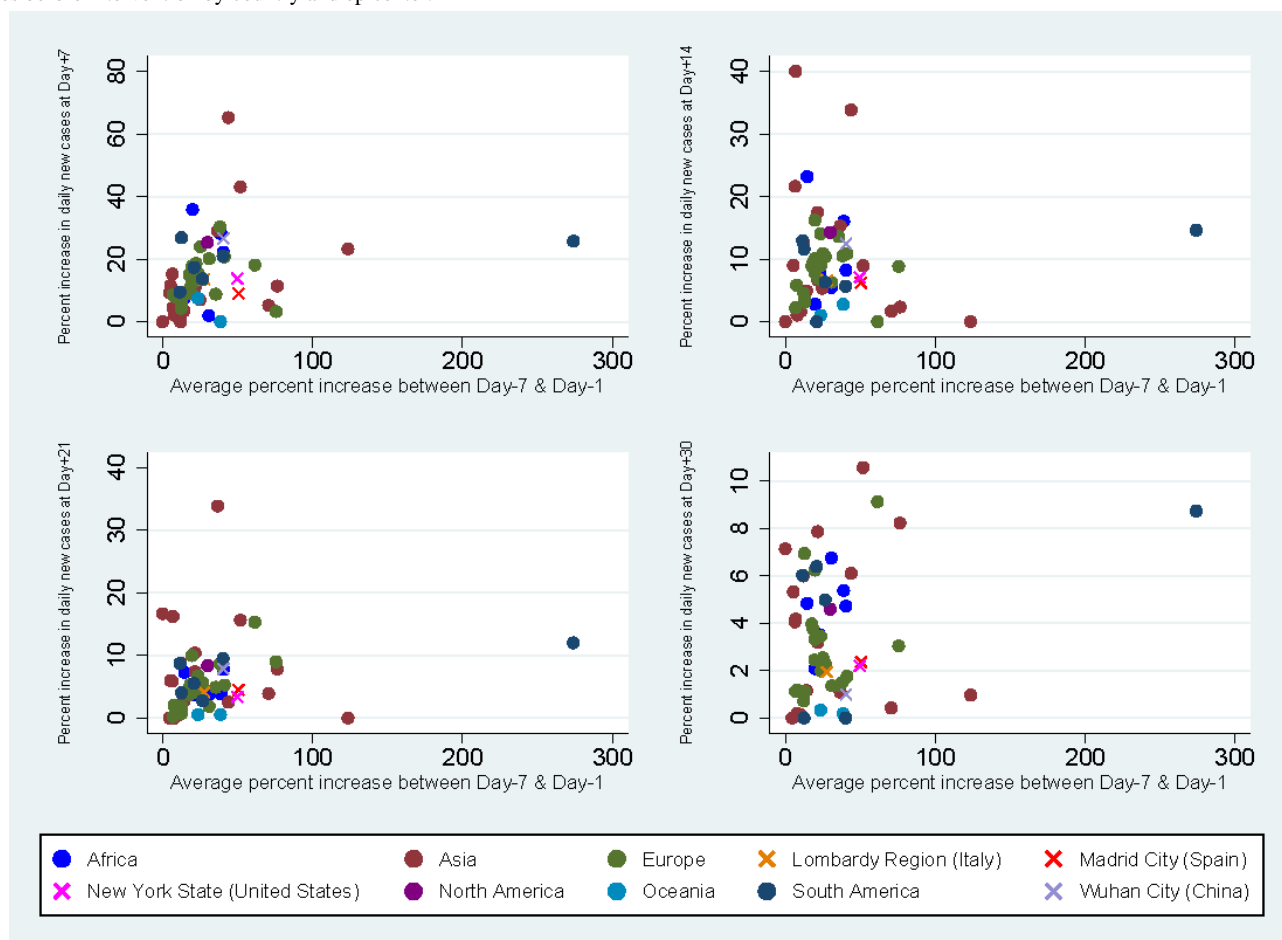 Percent increase in daily new cases at Day+7
80
60
40
20
0
0 100 200 300
Average percent increase between Day-7 & Day-1
Percent increase in daily new cases at Day+14
40
30
20
10
0
0 100 200 300
Average percent increase between Day-7 & Day-1
Percent increase in daily new cases at Day+21
40
30
20
10
0
0 100 200 300
Average percent increase between Day-7 & Day-1
Percent increase in daily new cases at Day+30
10
8
6
4
2
0
0 100 200 300
Average percent increase between Day-7 & Day-1
Africa Asia Europe Lombardy Region (Italy) Madrid City (Spain)
New York State (United States) North America Oceania South America Wuhan City (China)